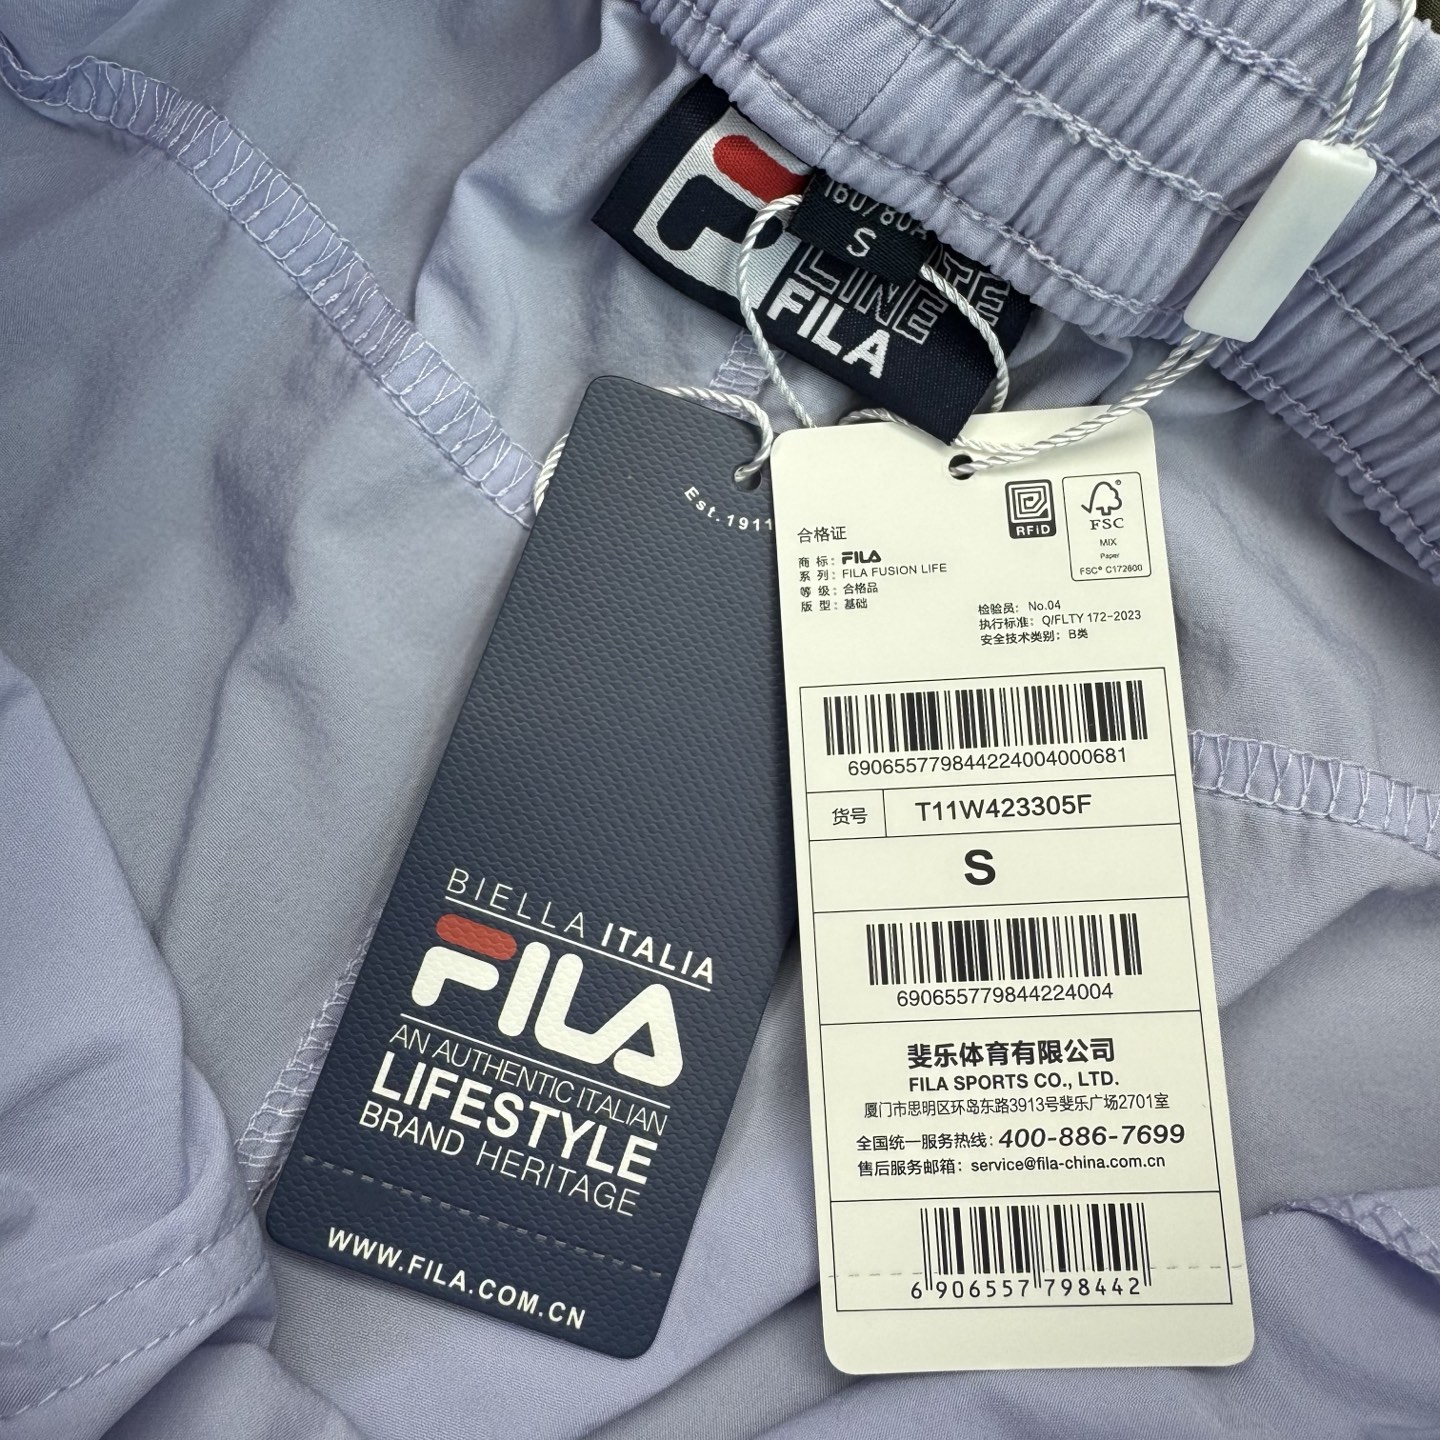 160/80A
S
LINE
FILA
Est.1911
BIELLA ITALIA
FILA
AN AUTHENTIC ITALIAN
LIFESTYLE
BRAND HERITAGE
WWW.FILA.COM.CN
RFID
FSC
MIX
Paper
FSC® C172600
合格证
商 标: FILA
系 列: FILA FUSION LIFE
等 级: 合格品
版 型: 基础
检验员: No.04
执行标准: Q/FLTY 172-2023
安全技术类别: B类
690655779844224004000681
货号 T11W423305F
S
690655779844224004
斐乐体育有限公司
FILA SPORTS CO., LTD.
厦门市思明区环岛东路3913号斐乐广场2701室
全国统一服务热线: 400-886-7699
售后服务邮箱: service@fila-china.com.cn
6 906557 798442